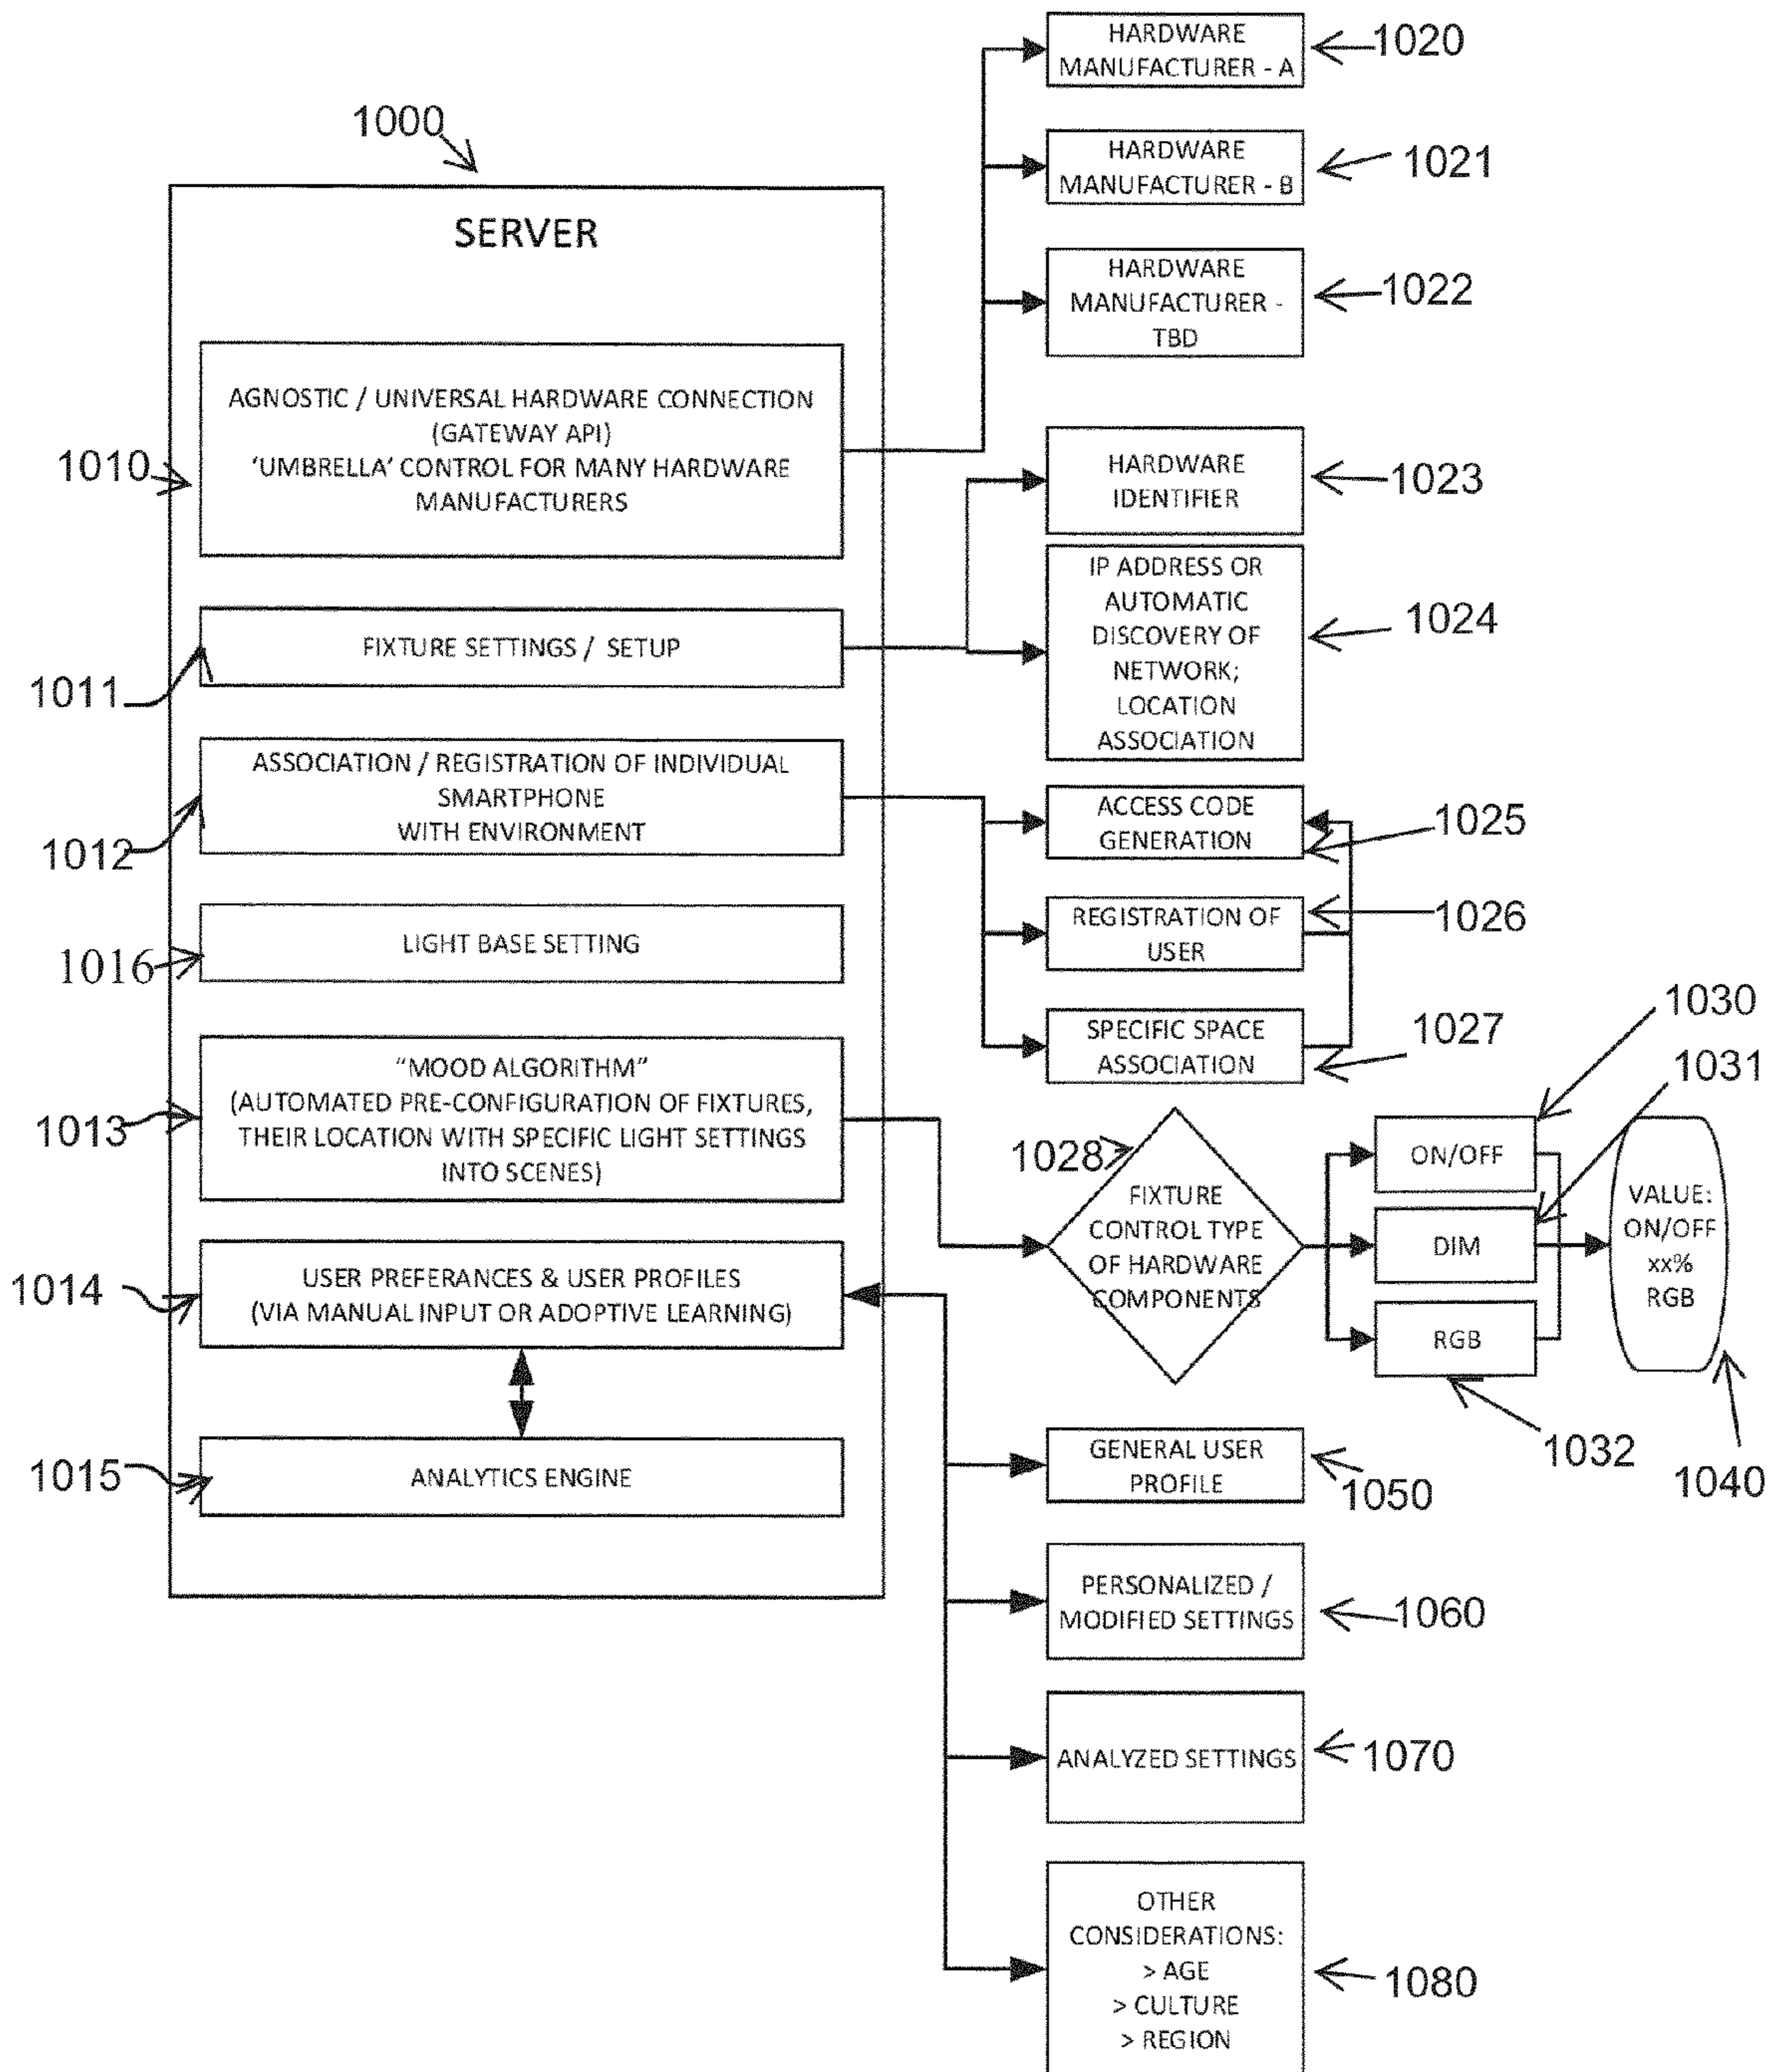 1000
SERVER
AGNOSTIC / UNIVERSAL HARDWARE CONNECTION
(GATEWAY API)
'UMBRELLA' CONTROL FOR MANY HARDWARE
MANUFACTURERS
1010
FIXTURE SETTINGS / SETUP
1011
ASSOCIATION / REGISTRATION OF INDIVIDUAL
SMARTPHONE
WITH ENVIRONMENT
1012
LIGHT BASE SETTING
1016
"MOOD ALGORITHM"
(AUTOMATED PRE-CONFIGURATION OF FIXTURES,
THEIR LOCATION WITH SPECIFIC LIGHT SETTINGS
INTO SCENES)
1013
USER PREFERANCES & USER PROFILES
(VIA MANUAL INPUT OR ADOPTIVE LEARNING)
1014
ANALYTICS ENGINE
1015
HARDWARE
MANUFACTURER - A
1020
HARDWARE
MANUFACTURER - B
1021
HARDWARE
MANUFACTURER -
TBD
1022
HARDWARE
IDENTIFIER
1023
IP ADDRESS OR
AUTOMATIC
DISCOVERY OF
NETWORK;
LOCATION
ASSOCIATION
1024
ACCESS CODE
GENERATION
1025
REGISTRATION OF
USER
1026
SPECIFIC SPACE
ASSOCIATION
1027
1028
FIXTURE
CONTROL TYPE
OF HARDWARE
COMPONENTS
ON/OFF
1030
DIM
1031
RGB
1032
VALUE:
ON/OFF
xx%
RGB
1040
GENERAL USER
PROFILE
1050
PERSONALIZED /
MODIFIED SETTINGS
1060
ANALYZED SETTINGS
1070
OTHER
CONSIDERATIONS:
> AGE
> CULTURE
> REGION
1080